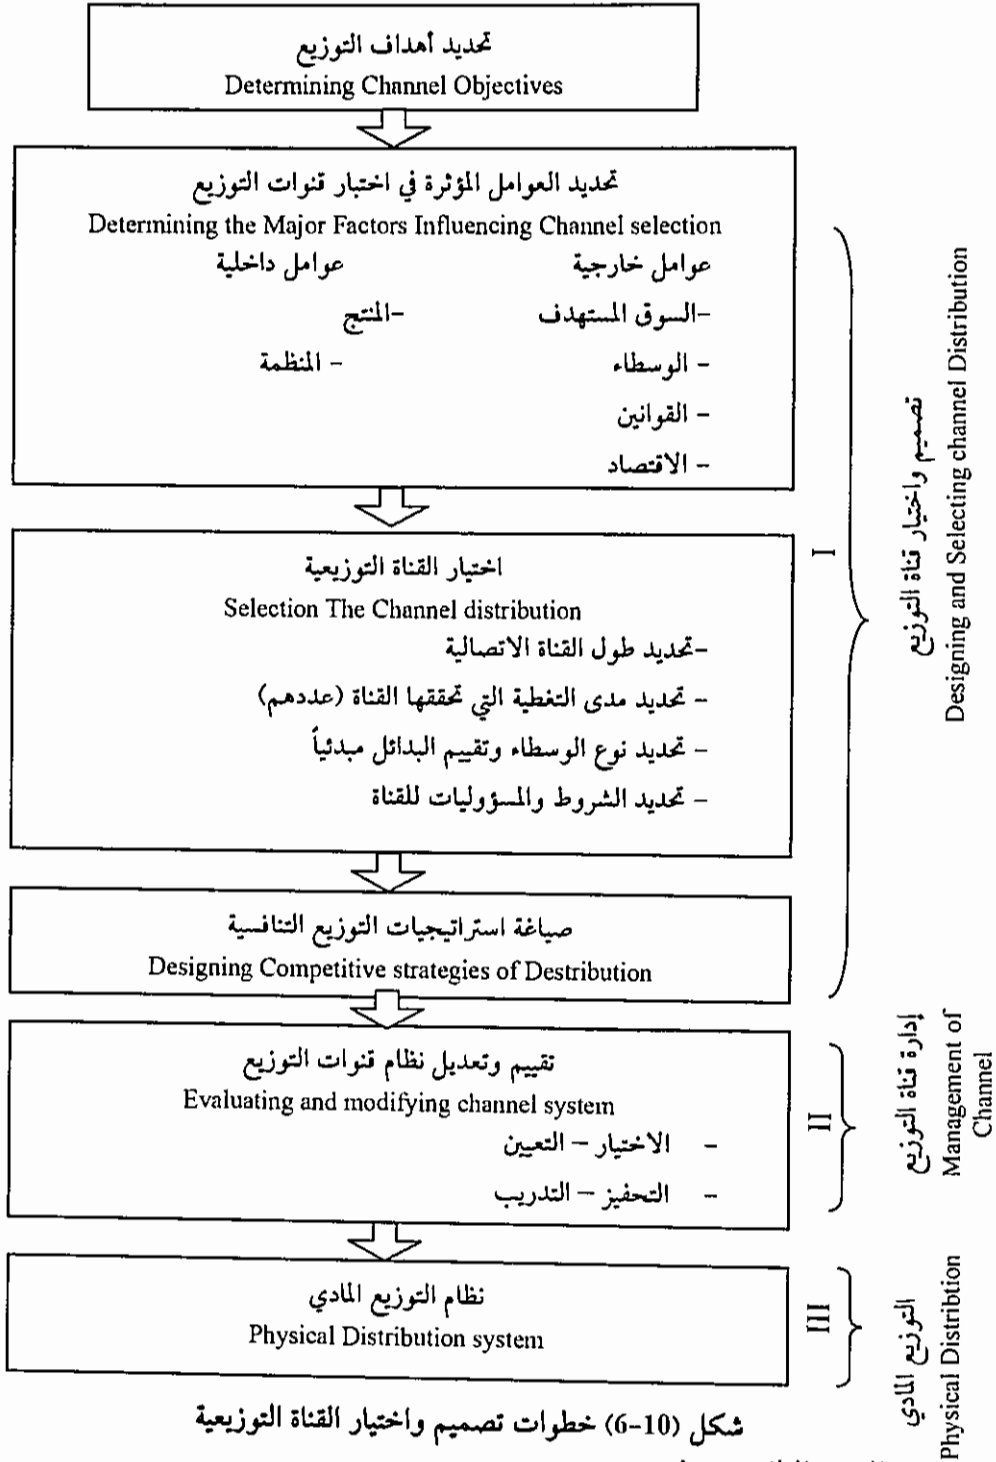 تحديد أهداف التوزيع
Determining Channel Objectives
تحديد العوامل المؤثرة في اختبار قنوات التوزيع
Determining the Major Factors Influencing Channel selection
عوامل خارجية عوامل داخلية
-السوق المستهدف -المنتج
- الوسطاء - المنظمة
- القوانين
- الاقتصاد
اختيار القناة التوزيعية
Selection The Channel distribution
-تحديد طول القناة الاتصالية
- تحديد مدى التغطية التي تحققها القناة (عددهم)
- تحديد نوع الوسطاء وتقييم البدائل مبدئياً
- تحديد الشروط والمسؤوليات للقناة
صياغة استراتيجيات التوزيع التنافسية
Designing Competitive strategies of Destribution
I
تصميم واختيار قناة التوزيع
Designing and Selecting channel Distribution
تقييم وتعديل نظام قنوات التوزيع
Evaluating and modifying channel system
- الاختيار – التعيين
- التحفيز – التدريب
II
إدارة قناة التوزيع
Management of
Channel
نظام التوزيع المادي
Physical Distribution system
III
التوزيع المادي
Physical Distribtion
شكل (10-6) خطوات تصميم واختيار القناة التوزيعية